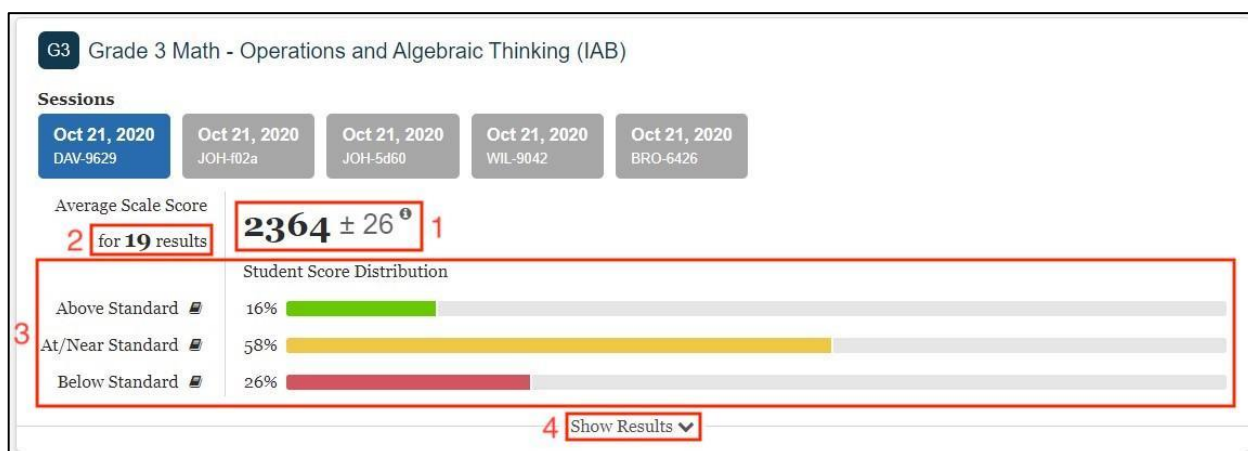 G3 Grade 3 Math - Operations and Algebraic Thinking (IAB)
Sessions
Oct 21, 2020 Oct 21, 2020 Oct 21, 2020 Oct 21, 2020 Oct 21, 2020
DAV-9629 JOH-f02a JOH-5d60 WIL-9042 BRO-6426
Average Scale Score
2 for 19 results
2364 ± 26 1
Student Score Distribution
3
Above Standard 16%
At/Near Standard 58%
Below Standard 26%
4 Show Results